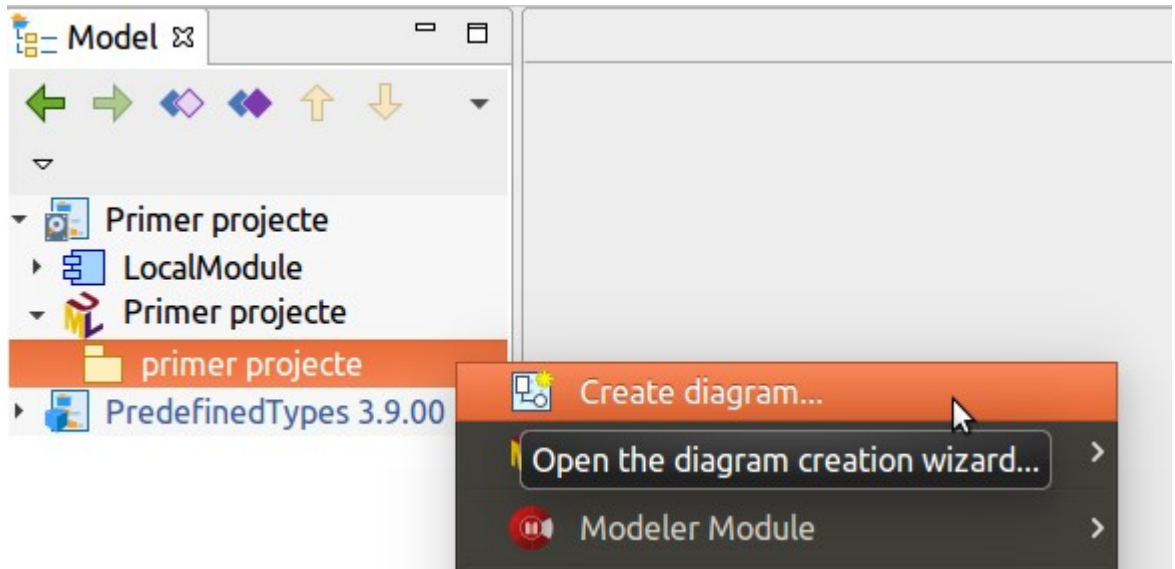 Model
Primer projecte
LocalModule
Primer projecte
primer projecte
PredefinedTypes 3.9.00
Create diagram...
Open the diagram creation wizard...
Modeler Module